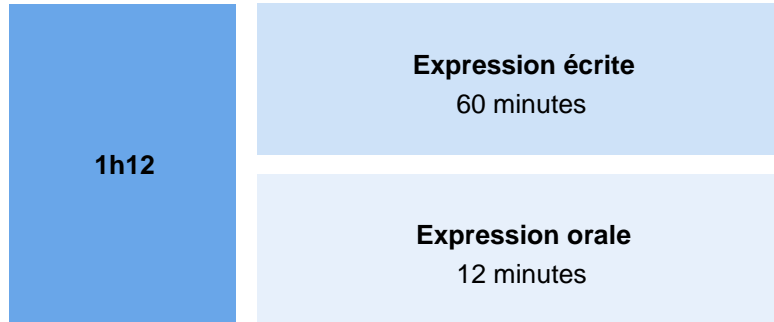 1h12
Expression écrite
60 minutes
Expression orale
12 minutes